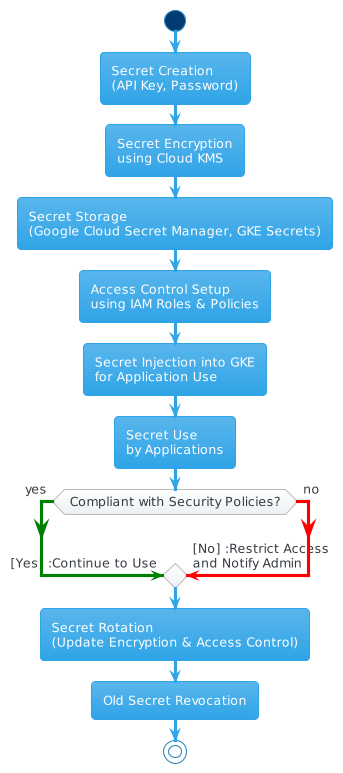 Secret Creation
(API Key, Password)
Secret Encryption
using Cloud KMS
Secret Storage
(Google Cloud Secret Manager, GKE Secrets)
Access Control Setup
using IAM Roles & Policies
Secret Injection into GKE
for Application Use
Secret Use
by Applications
yes
Compliant with Security Policies?
no
[Yes] :Continue to Use
[No] :Restrict Access
and Notify Admin
Secret Rotation
(Update Encryption & Access Control)
Old Secret Revocation